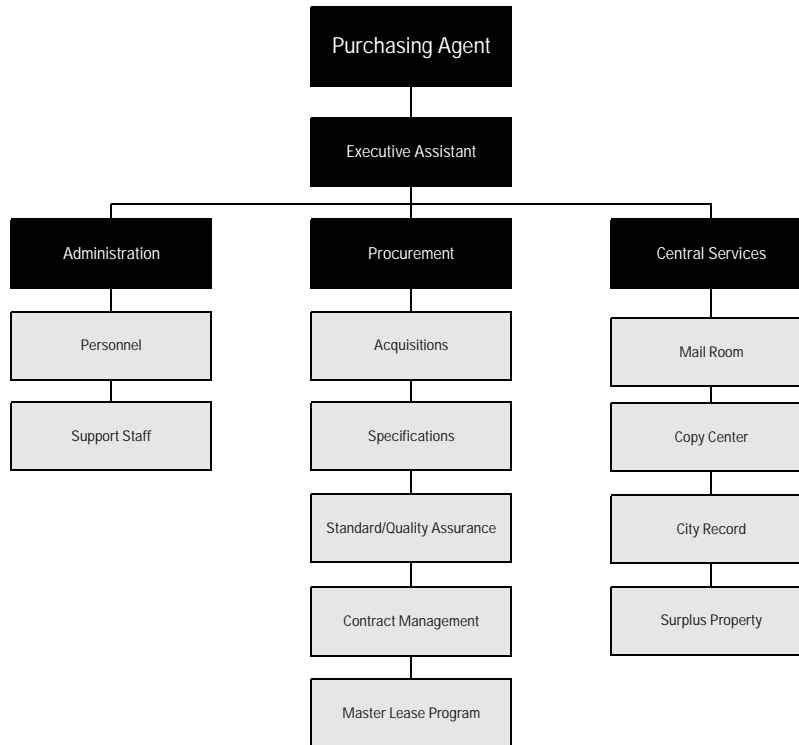 Purchasing Agent
Executive Assistant
Administration
Procurement
Central Services
Personnel
Acquisitions
Mail Room
Support Staff
Specifications
Copy Center
Standard/Quality Assurance
City Record
Contract Management
Surplus Property
Master Lease Program